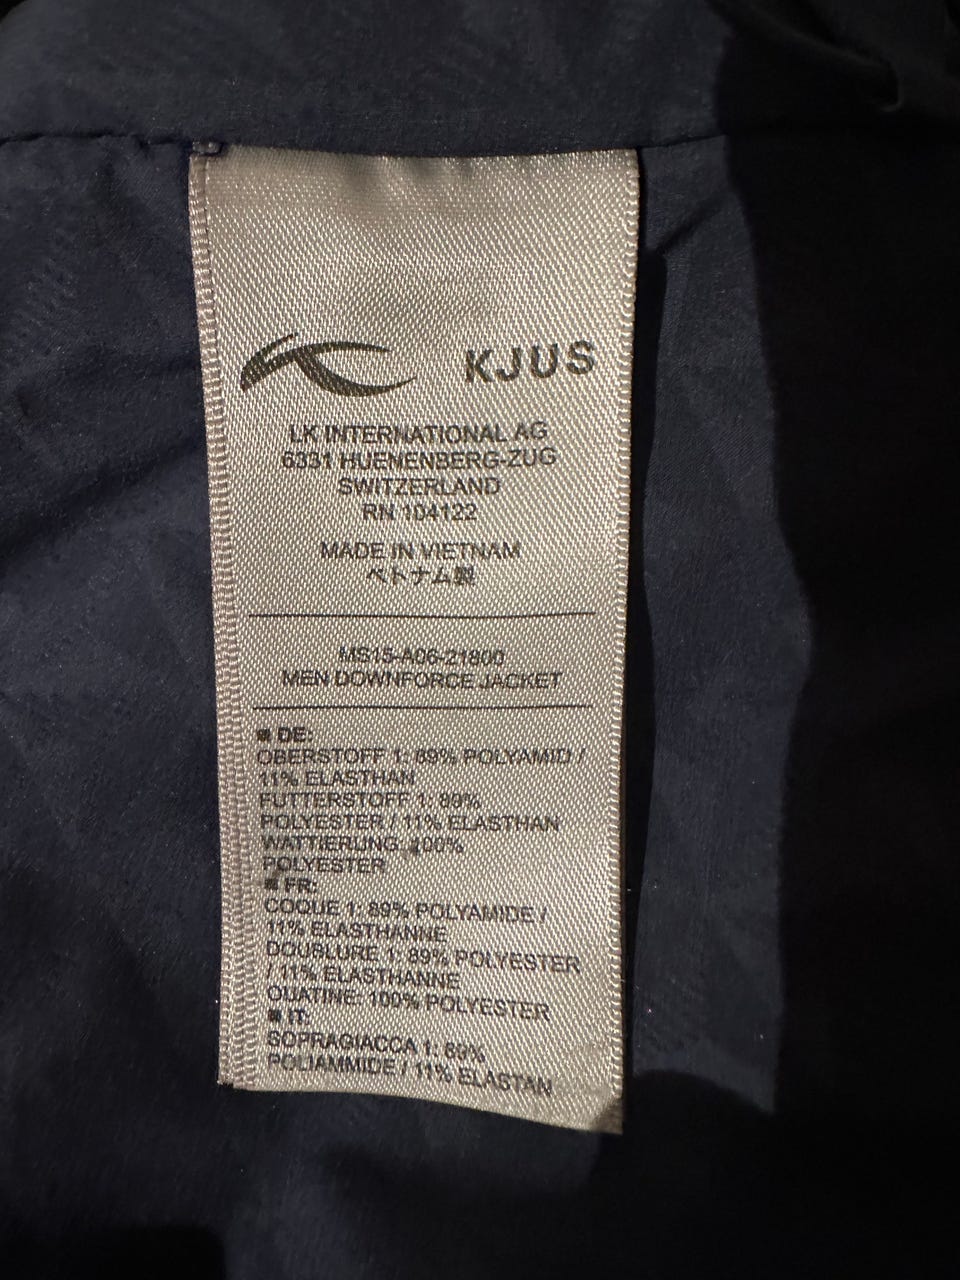 KJUS
LK INTERNATIONAL AG
6331 HUENENBERG-ZUG
SWITZERLAND
RN 104122
MADE IN VIETNAM
ベトナム製
MS15-A06-21800
MEN DOWNFORCE JACKET
■ DE:
OBERSTOFF 1: 89% POLYAMID /
11% ELASTHAN
FUTTERSTOFF 1: 89%
POLYESTER / 11% ELASTHAN
WATTIERUNG: 100%
POLYESTER
■ FR:
COQUE 1: 89% POLYAMIDE /
11% ELASTHANNE
DOUBLURE 1: 89% POLYESTER
/ 11% ELASTHANNE
OUATINE: 100% POLYESTER
■ IT:
SOPRAGIACCA 1: 89%
POLIAMMIDE / 11% ELASTAN